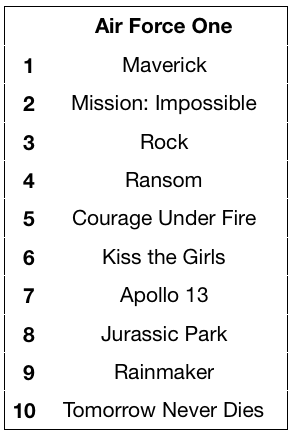 Air Force One
1 Maverick
2 Mission: Impossible
3 Rock
4 Ransom
5 Courage Under Fire
6 Kiss the Girls
7 Apollo 13
8 Jurassic Park
9 Rainmaker
10 Tomorrow Never Dies